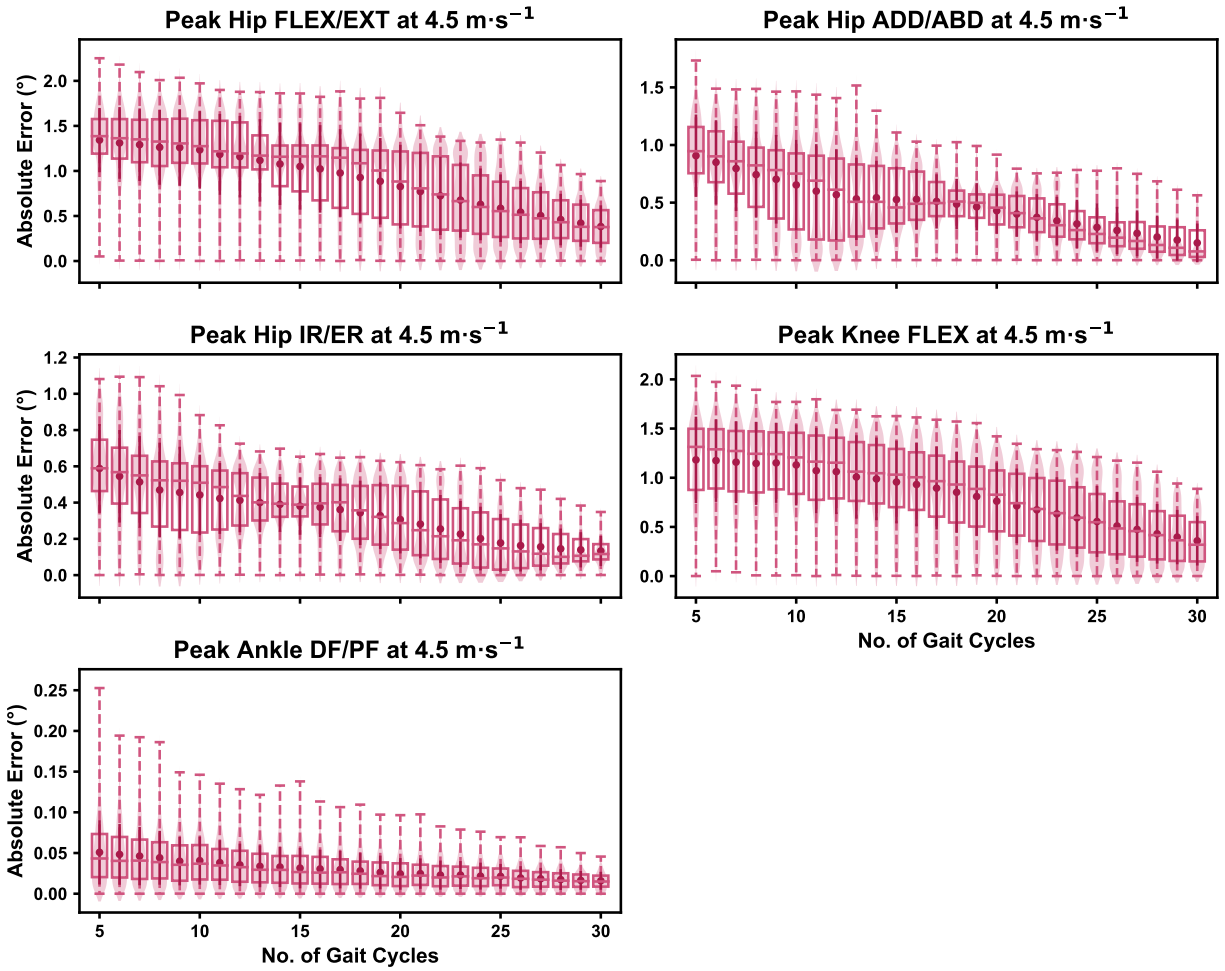 Peak Hip FLEX/EXT at 4.5 m·s⁻¹
Absolute Error (°)
2.0
1.5
1.0
0.5
0.0
Peak Hip ADD/ABD at 4.5 m·s⁻¹
1.5
1.0
0.5
0.0
Peak Hip IR/ER at 4.5 m·s⁻¹
Absolute Error (°)
1.2
1.0
0.8
0.6
0.4
0.2
0.0
Peak Knee FLEX at 4.5 m·s⁻¹
2.0
1.5
1.0
0.5
0.0
5 10 15 20 25 30
No. of Gait Cycles
Peak Ankle DF/PF at 4.5 m·s⁻¹
Absolute Error (°)
0.25
0.20
0.15
0.10
0.05
0.00
5 10 15 20 25 30
No. of Gait Cycles